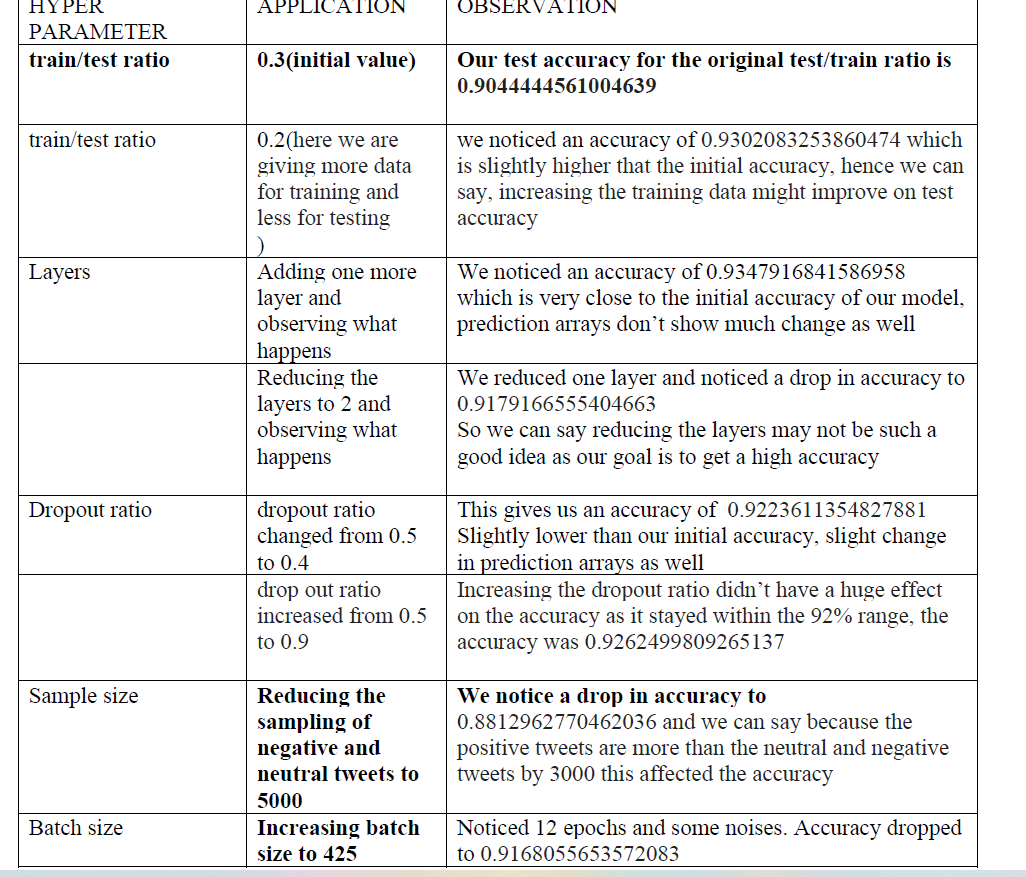 HYPER
PARAMETER
APPLICATION
OBSERVATION
train/test ratio
0.3(initial value)
Our test accuracy for the original test/train ratio is
0.9044444561004639
train/test ratio
0.2(here we are
giving more data
for training and
less for testing
)
we noticed an accuracy of 0.9302083253860474 which
is slightly higher that the initial accuracy, hence we can
say, increasing the training data might improve on test
accuracy
Layers
Adding one more
layer and
observing what
happens
We noticed an accuracy of 0.9347916841586958
which is very close to the initial accuracy of our model,
prediction arrays don’t show much change as well
Reducing the
layers to 2 and
observing what
happens
We reduced one layer and noticed a drop in accuracy to
0.9179166555404663
So we can say reducing the layers may not be such a
good idea as our goal is to get a high accuracy
Dropout ratio
dropout ratio
changed from 0.5
to 0.4
This gives us an accuracy of 0.9223611354827881
Slightly lower than our initial accuracy, slight change
in prediction arrays as well
drop out ratio
increased from 0.5
to 0.9
Increasing the dropout ratio didn’t have a huge effect
on the accuracy as it stayed within the 92% range, the
accuracy was 0.9262499809265137
Sample size
Reducing the
sampling of
negative and
neutral tweets to
5000
We notice a drop in accuracy to
0.8812962770462036 and we can say because the
positive tweets are more than the neutral and negative
tweets by 3000 this affected the accuracy
Batch size
Increasing batch
size to 425
Noticed 12 epochs and some noises. Accuracy dropped
to 0.9168055653572083